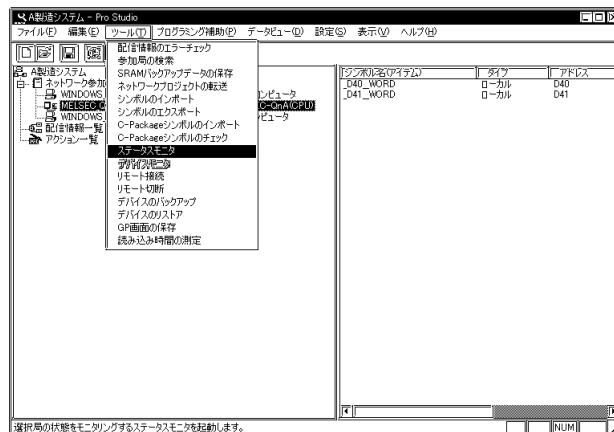 A製造システム - Pro Studio
ファイル(F) 編集(E) ツール(T) プログラミング補助(P) データビュー(D) 設定(S) 表示(V) ヘルプ(H)
配信情報のエラーチェック
参加局の検索
SRAMバックアップデータの保存
ネットワークプロジェクトの転送
シンボルのインポート
シンボルのエクスポート
C-Packageシンボルのインポート
C-Packageシンボルのチェック
ステータスモニタ
デバイスモニタ
リモート接続
リモート切断
デバイスのバックアップ
デバイスのリストア
GP画面の保存
読み込み時間の測定
A製造システム
ネットワーク参加
WINDOWS コンピュータ
MELSEC C-QnA(CPU)
WINDOWS ピュータ
配信情報一覧
アクション一覧
シンボル名(アイテム) タイプ アドレス
_D40_WORD ローカル D40
_D41_WORD ローカル D41
選択局の状態をモニタリングするステータスモニタを起動します。
NUM